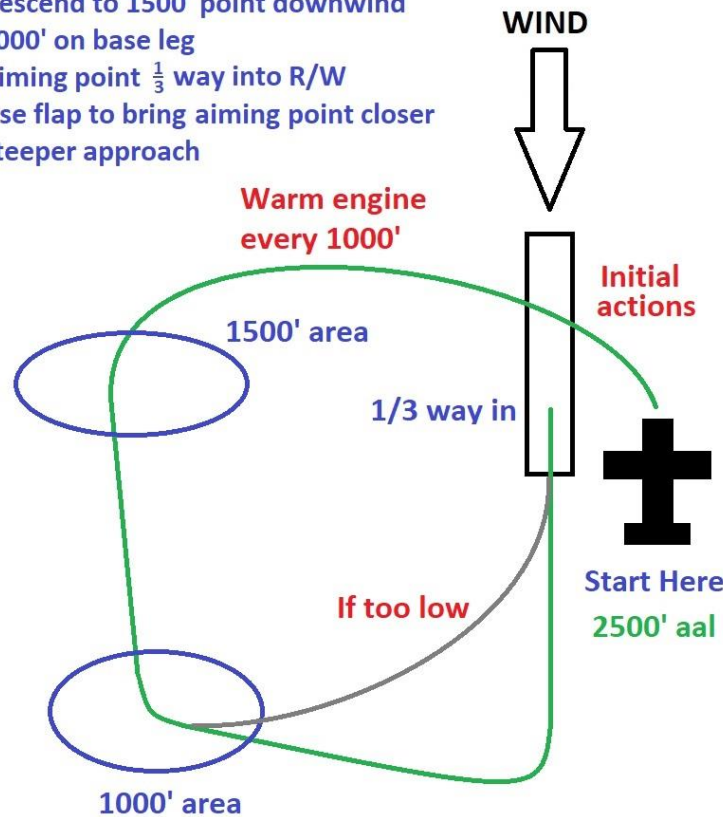 escend to 1500' point downwind
000' on base leg
iming point 1/3 way into R/W
se flap to bring aiming point closer
teeper approach
WIND
Warm engine
every 1000'
Initial
actions
1500' area
1/3 way in
Start Here
If too low
2500' aal
1000' area